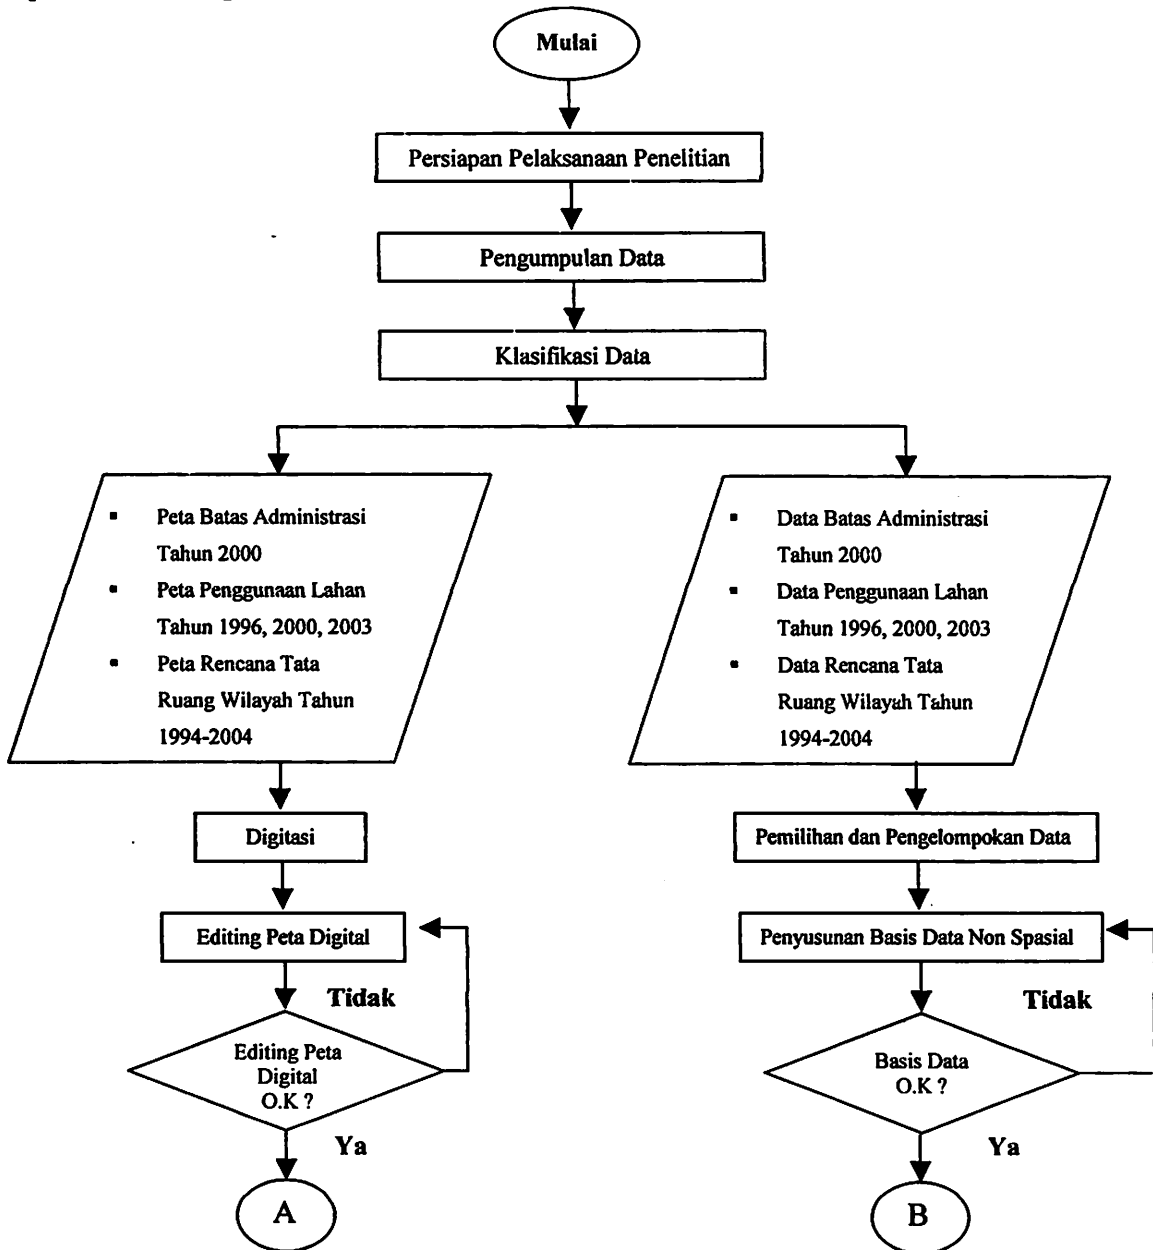 Mulai
Persiapan Pelaksanaan Penelitian
Pengumpulan Data
Klasifikasi Data
▪ Peta Batas Administrasi
Tahun 2000
▪ Peta Penggunaan Lahan
Tahun 1996, 2000, 2003
▪ Peta Rencana Tata
Ruang Wilayah Tahun
1994-2004
▪ Data Batas Administrasi
Tahun 2000
▪ Data Penggunaan Lahan
Tahun 1996, 2000, 2003
▪ Data Rencana Tata
Ruang Wilayah Tahun
1994-2004
Digitasi
Pemilihan dan Pengelompokan Data
Editing Peta Digital
Penyusunan Basis Data Non Spasial
Tidak
Tidak
Editing Peta
Digital
O.K ?
Basis Data
O.K ?
Ya
Ya
A
B